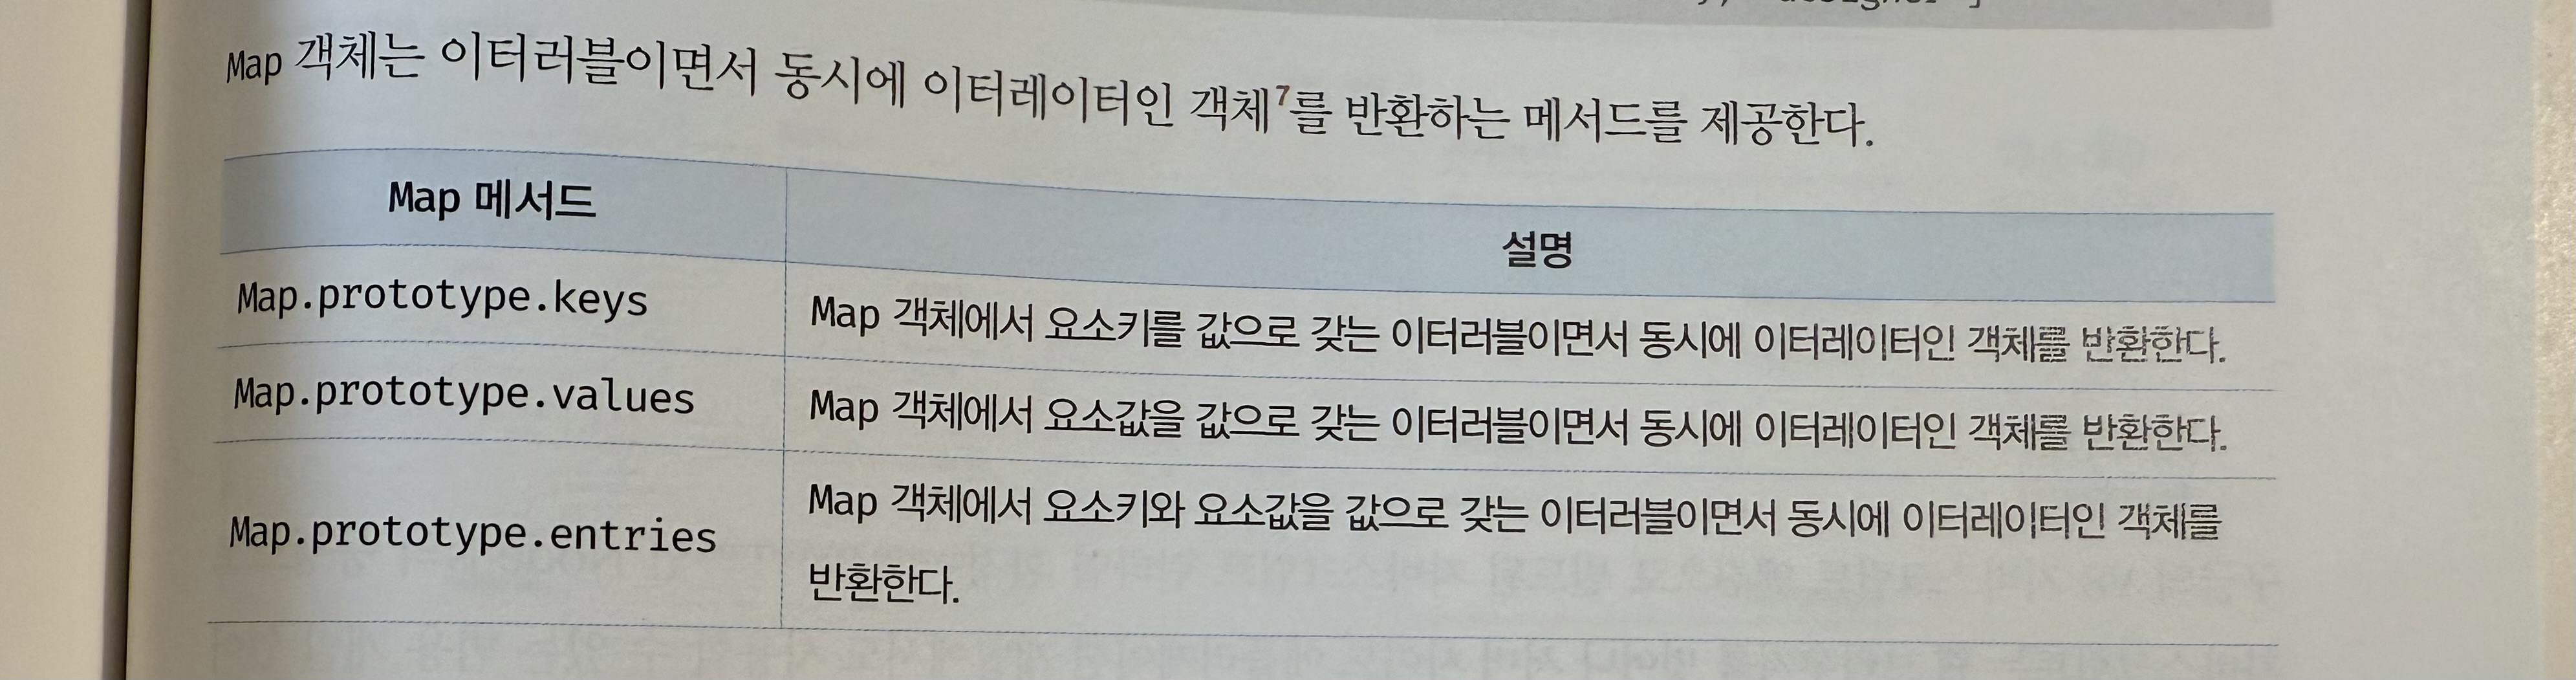 Map 객체는 이터러블이면서 동시에 이터레이터인 객체7를 반환하는 메서드를 제공한다.
Map 메서드
설명
Map.prototype.keys
Map 객체에서 요소키를 값으로 갖는 이터러블이면서 동시에 이터레이터인 객체를 반환한다.
Map.prototype.values
Map 객체에서 요소값을 값으로 갖는 이터러블이면서 동시에 이터레이터인 객체를 반환한다.
Map.prototype.entries
Map 객체에서 요소키와 요소값을 값으로 갖는 이터러블이면서 동시에 이터레이터인 객체를
반환한다.